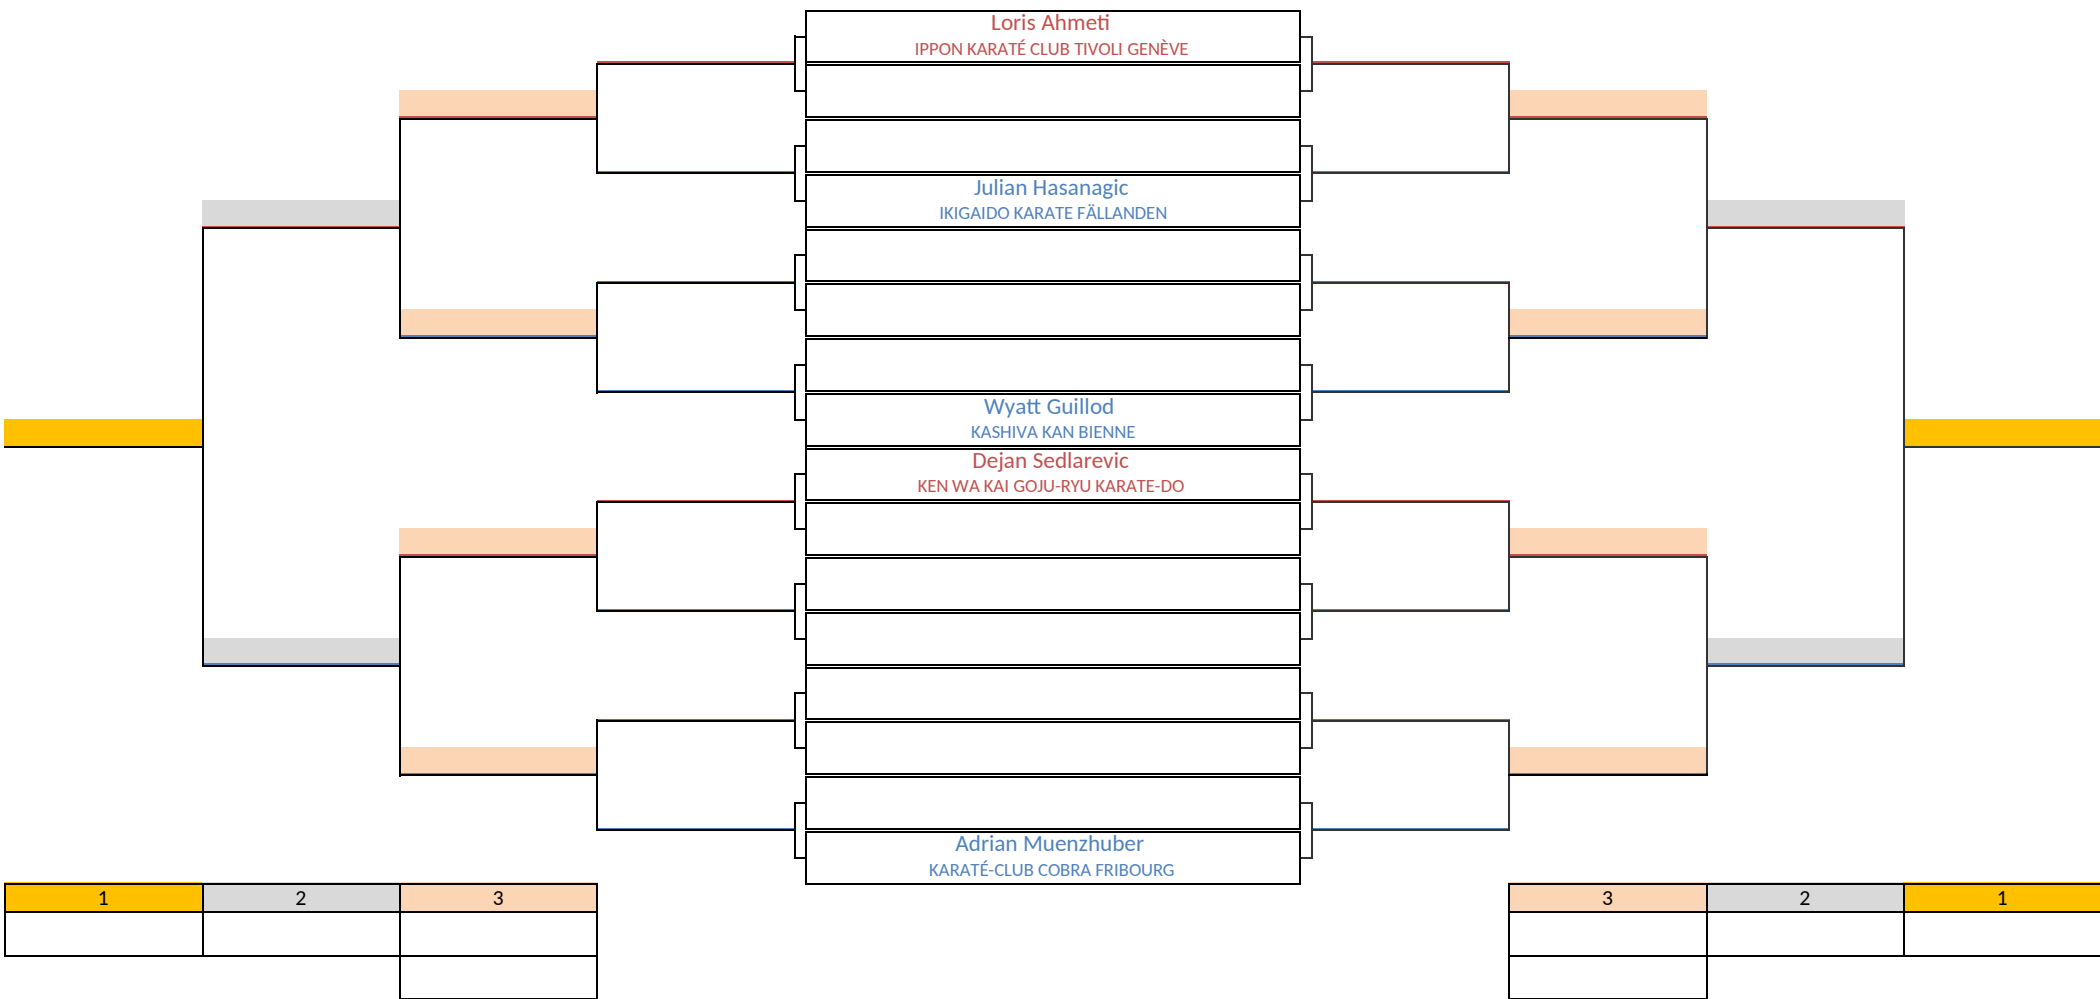 Loris Ahmeti
IPPON KARATÉ CLUB TIVOLI GENÈVE
Julian Hasanagic
IKIGAIDO KARATE FÄLLANDEN
Wyatt Guillod
KASHIVA KAN BIENNE
Dejan Sedlarevic
KEN WA KAI GOJU-RYU KARATE-DO
Adrian Muenzhuber
KARATÉ-CLUB COBRA FRIBOURG
1 2 3 3 2 1